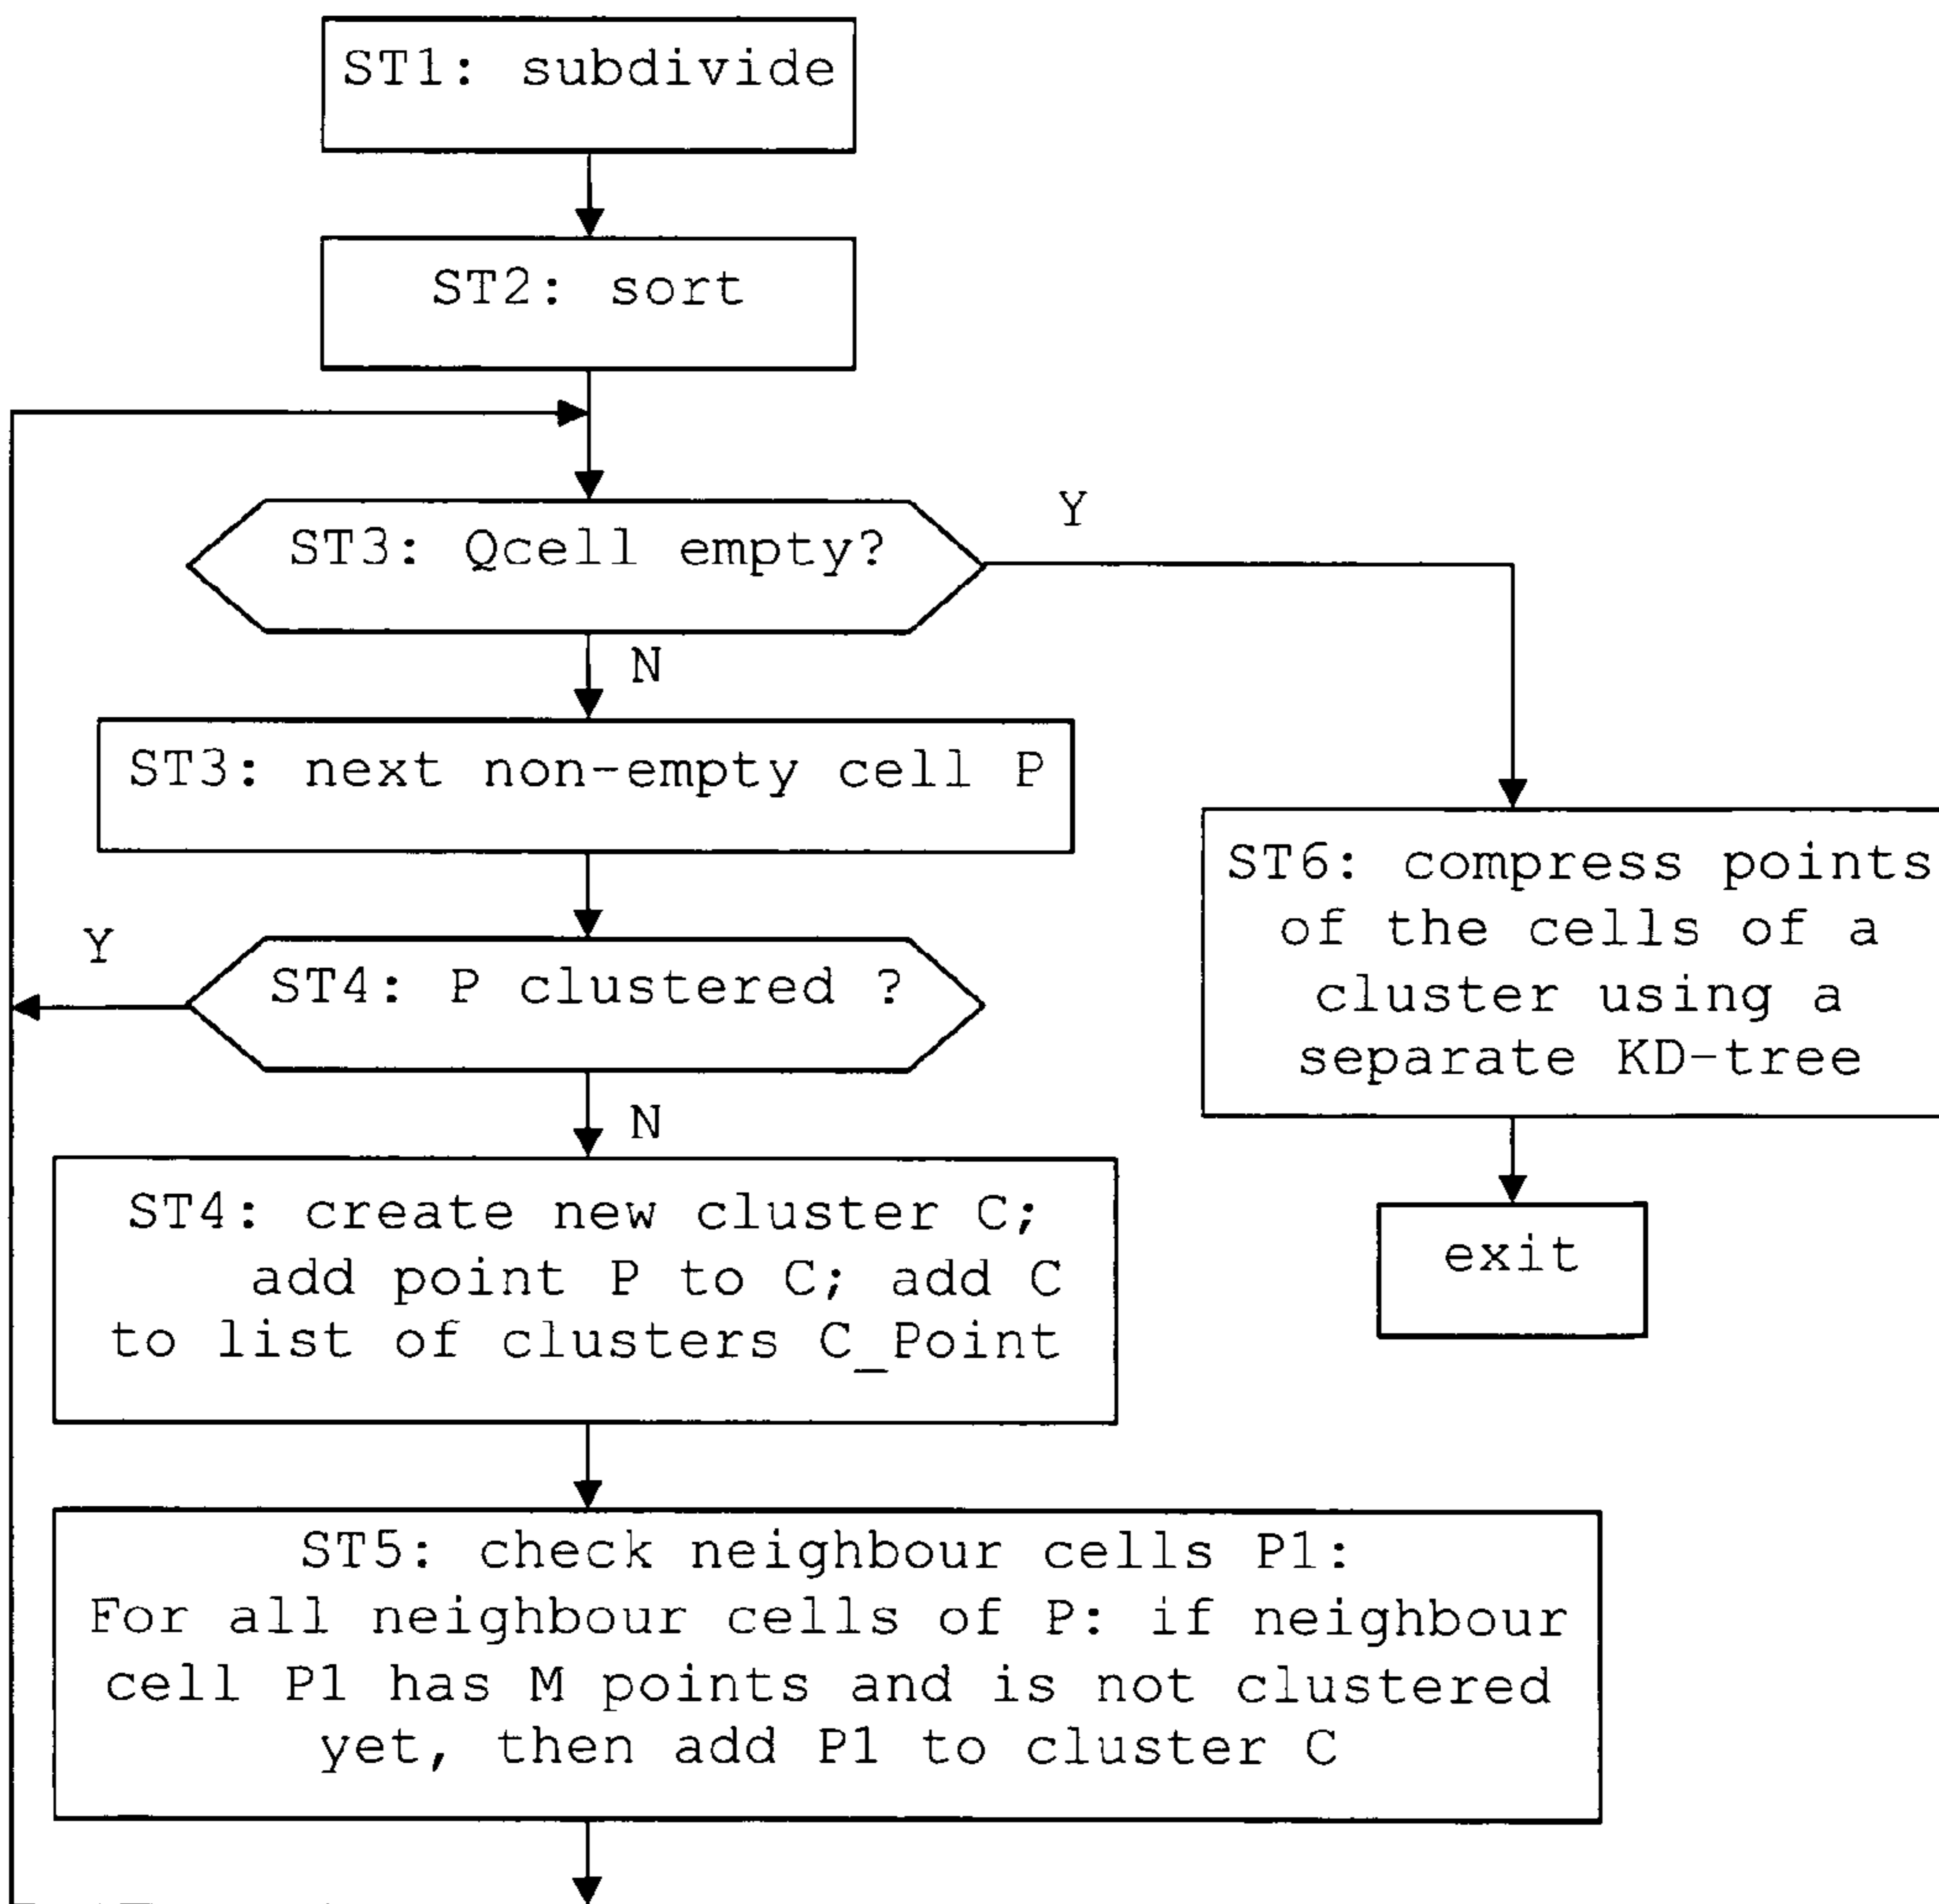 ST1: subdivide
ST2: sort
ST3: Qcell empty?
Y
N
ST3: next non-empty cell P
ST4: P clustered ?
Y
N
ST4: create new cluster C;
add point P to C; add C
to list of clusters C_Point
ST5: check neighbour cells P1:
For all neighbour cells of P: if neighbour
cell P1 has M points and is not clustered
yet, then add P1 to cluster C
ST6: compress points
of the cells of a
cluster using a
separate KD-tree
exit